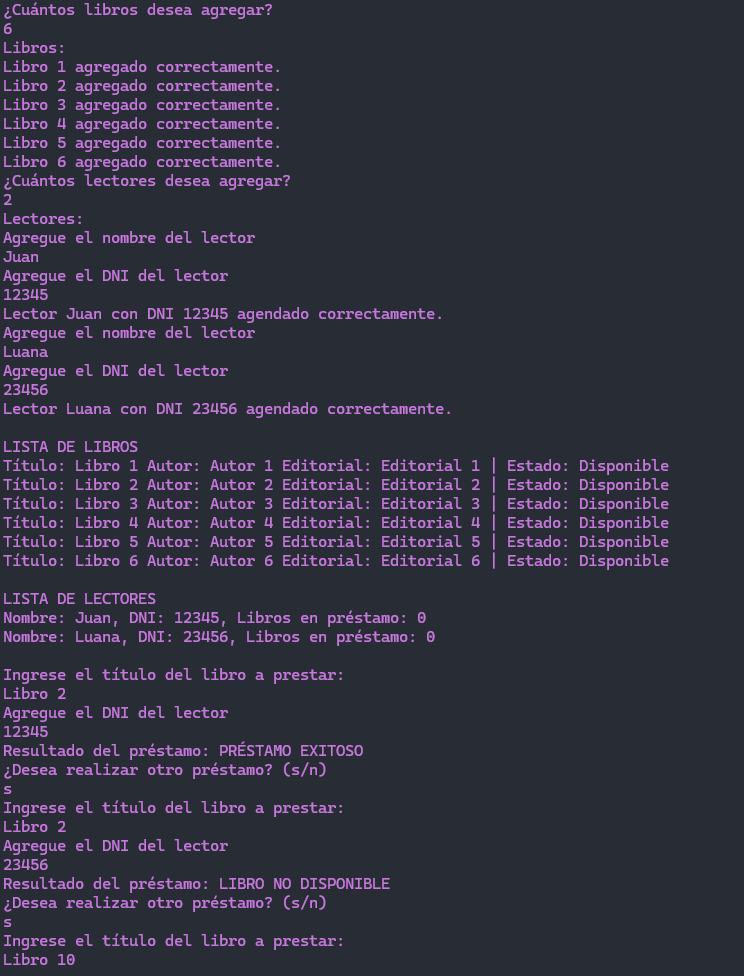 ¿Cuántos libros desea agregar?
6
Libros:
Libro 1 agregado correctamente.
Libro 2 agregado correctamente.
Libro 3 agregado correctamente.
Libro 4 agregado correctamente.
Libro 5 agregado correctamente.
Libro 6 agregado correctamente.
¿Cuántos lectores desea agregar?
2
Lectores:
Agregue el nombre del lector
Juan
Agregue el DNI del lector
12345
Lector Juan con DNI 12345 agendado correctamente.
Agregue el nombre del lector
Luana
Agregue el DNI del lector
23456
Lector Luana con DNI 23456 agendado correctamente.

LISTA DE LIBROS
Título: Libro 1 Autor: Autor 1 Editorial: Editorial 1 | Estado: Disponible
Título: Libro 2 Autor: Autor 2 Editorial: Editorial 2 | Estado: Disponible
Título: Libro 3 Autor: Autor 3 Editorial: Editorial 3 | Estado: Disponible
Título: Libro 4 Autor: Autor 4 Editorial: Editorial 4 | Estado: Disponible
Título: Libro 5 Autor: Autor 5 Editorial: Editorial 5 | Estado: Disponible
Título: Libro 6 Autor: Autor 6 Editorial: Editorial 6 | Estado: Disponible

LISTA DE LECTORES
Nombre: Juan, DNI: 12345, Libros en préstamo: 0
Nombre: Luana, DNI: 23456, Libros en préstamo: 0

Ingrese el título del libro a prestar:
Libro 2
Agregue el DNI del lector
12345
Resultado del préstamo: PRÉSTAMO EXITOSO
¿Desea realizar otro préstamo? (s/n)
s
Ingrese el título del libro a prestar:
Libro 2
Agregue el DNI del lector
23456
Resultado del préstamo: LIBRO NO DISPONIBLE
¿Desea realizar otro préstamo? (s/n)
s
Ingrese el título del libro a prestar:
Libro 10